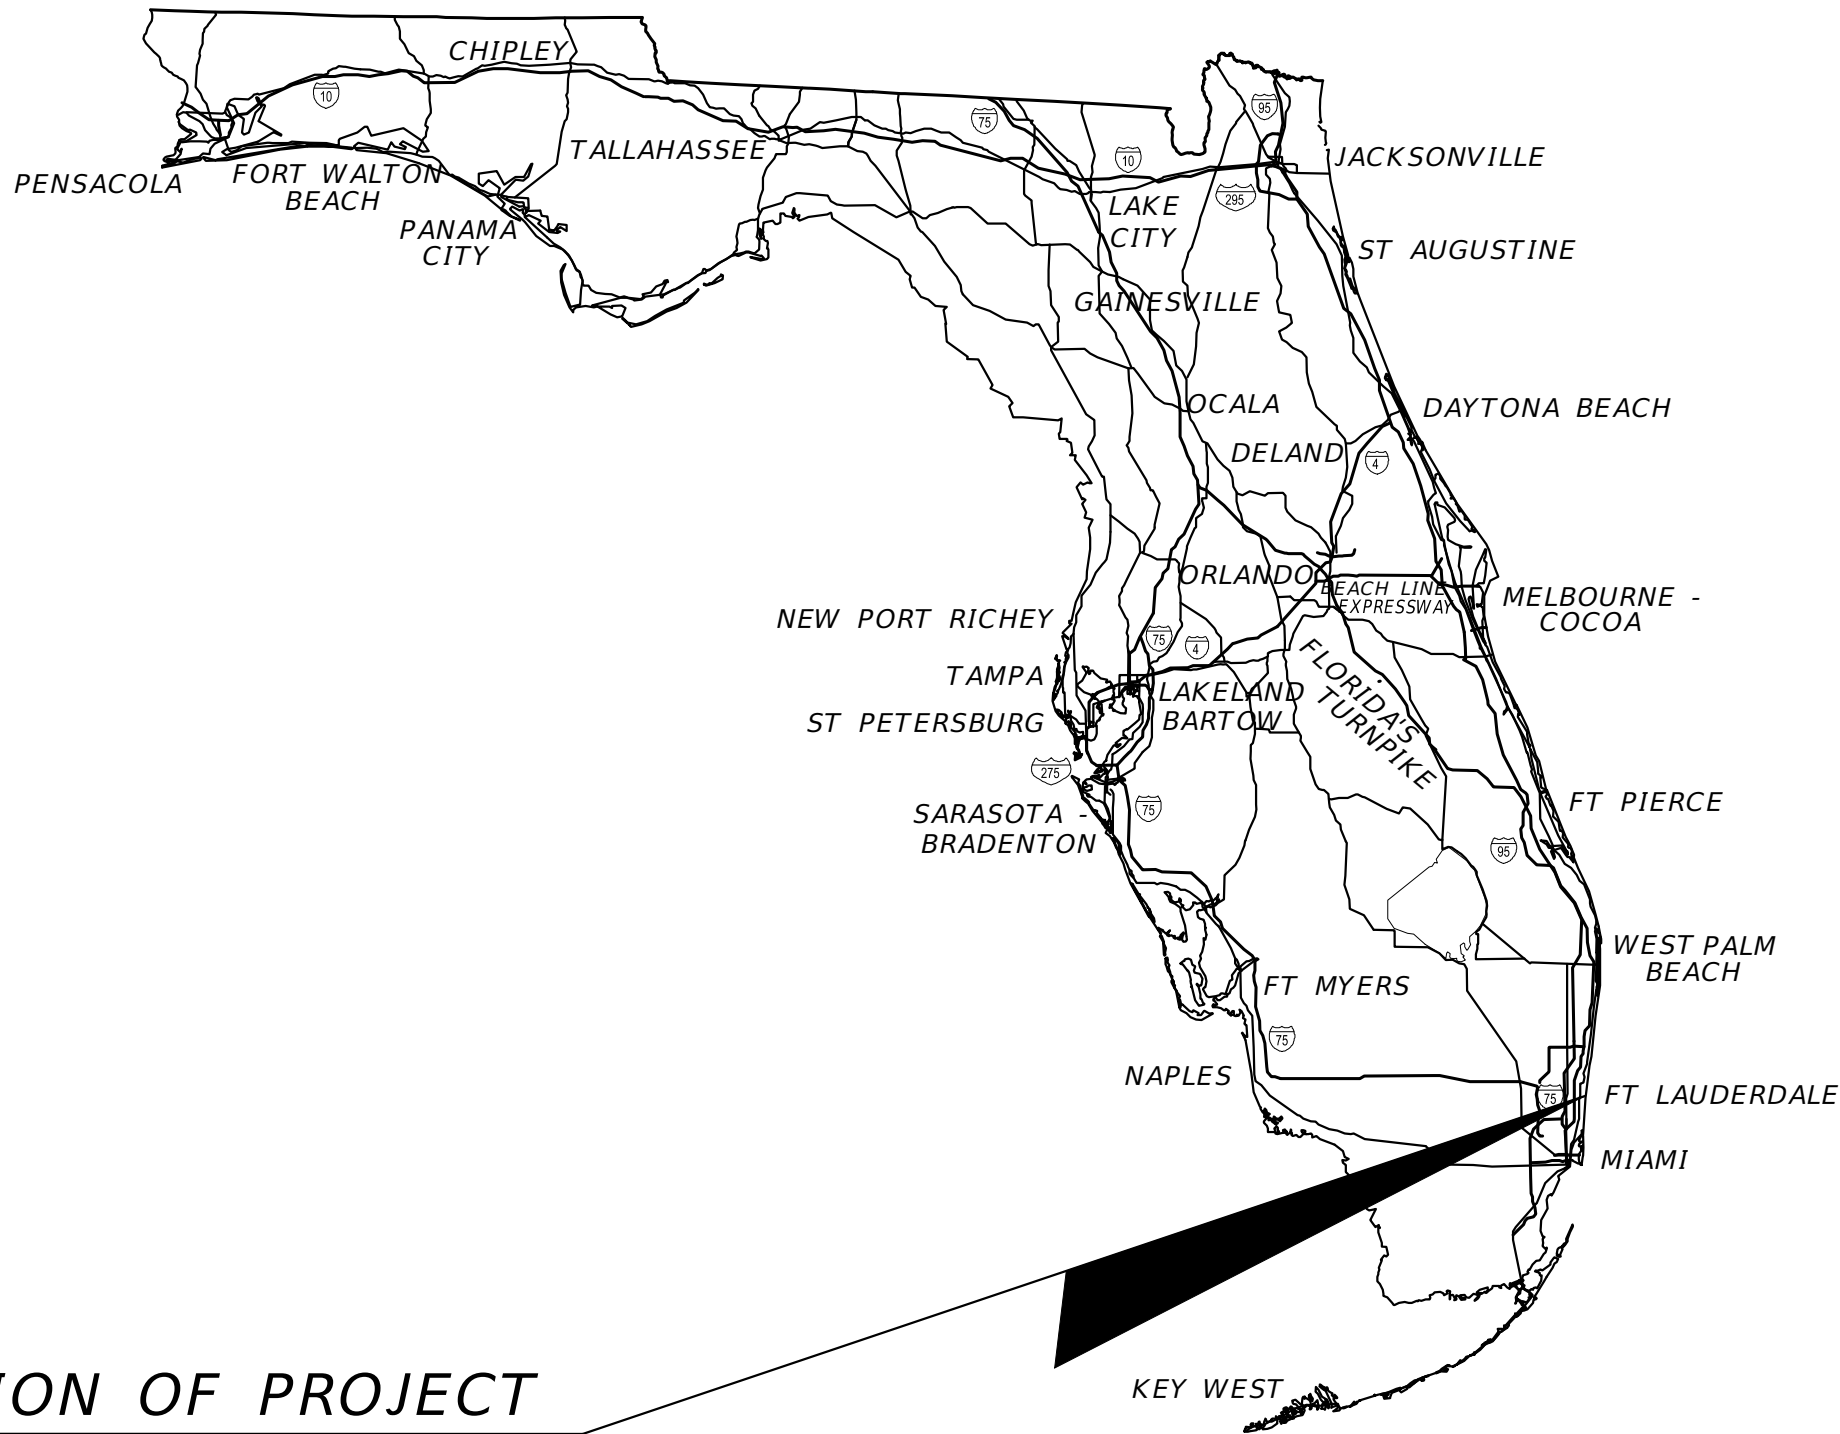 CHIPLEY
10
75
95
TALLAHASSEE
10
JACKSONVILLE
PENSACOLA
FORT WALTON
BEACH
295
LAKE
CITY
PANAMA
CITY
ST AUGUSTINE
GAINESVILLE
OCALA
DAYTONA BEACH
DELAND
4
ORLANDO
BEACH LINE
EXPRESSWAY
MELBOURNE -
COCOA
NEW PORT RICHEY
75
4
TAMPA
LAKELAND
BARTOW
FLORIDA'S
TURNPIKE
ST PETERSBURG
275
75
SARASOTA -
BRADENTON
FT PIERCE
95
WEST PALM
BEACH
FT MYERS
75
NAPLES
75
FT LAUDERDALE
MIAMI
KEY WEST
ION OF PROJECT